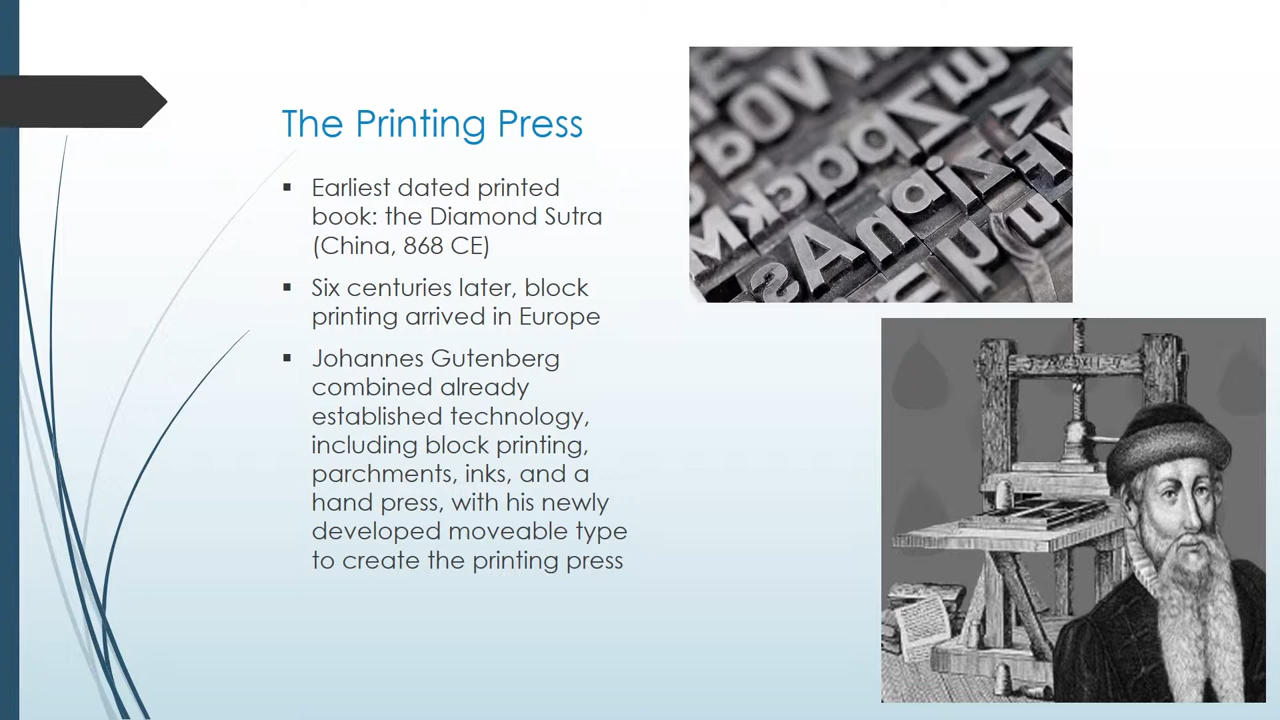 The Printing Press
▪ Earliest dated printed
book: the Diamond Sutra
(China, 868 CE)
▪ Six centuries later, block
printing arrived in Europe
▪ Johannes Gutenberg
combined already
established technology,
including block printing,
parchments, inks, and a
hand press, with his newly
developed moveable type
to create the printing press